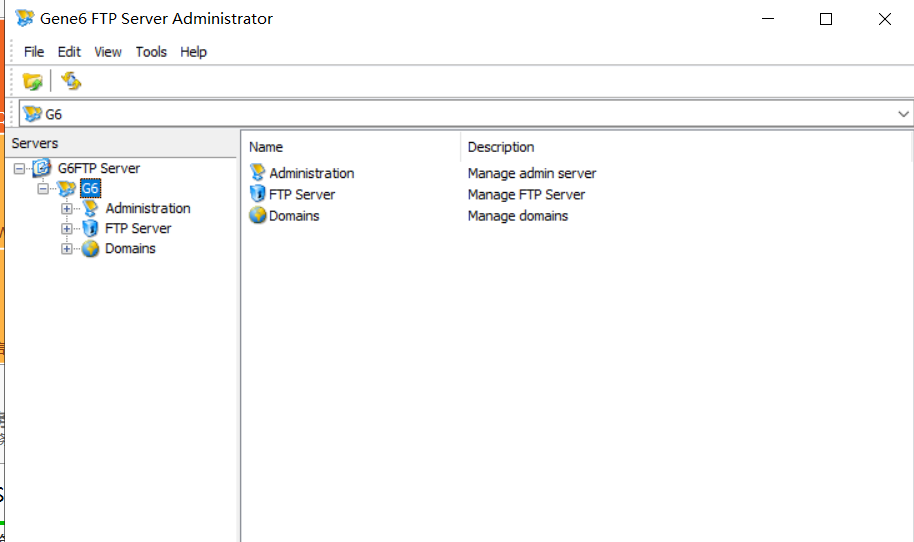 Gene6 FTP Server Administrator
File Edit View Tools Help
G6
Servers
Name Description
G6FTP Server
Administration Manage admin server
G6
FTP Server Manage FTP Server
Administration
Domains Manage domains
FTP Server
Domains